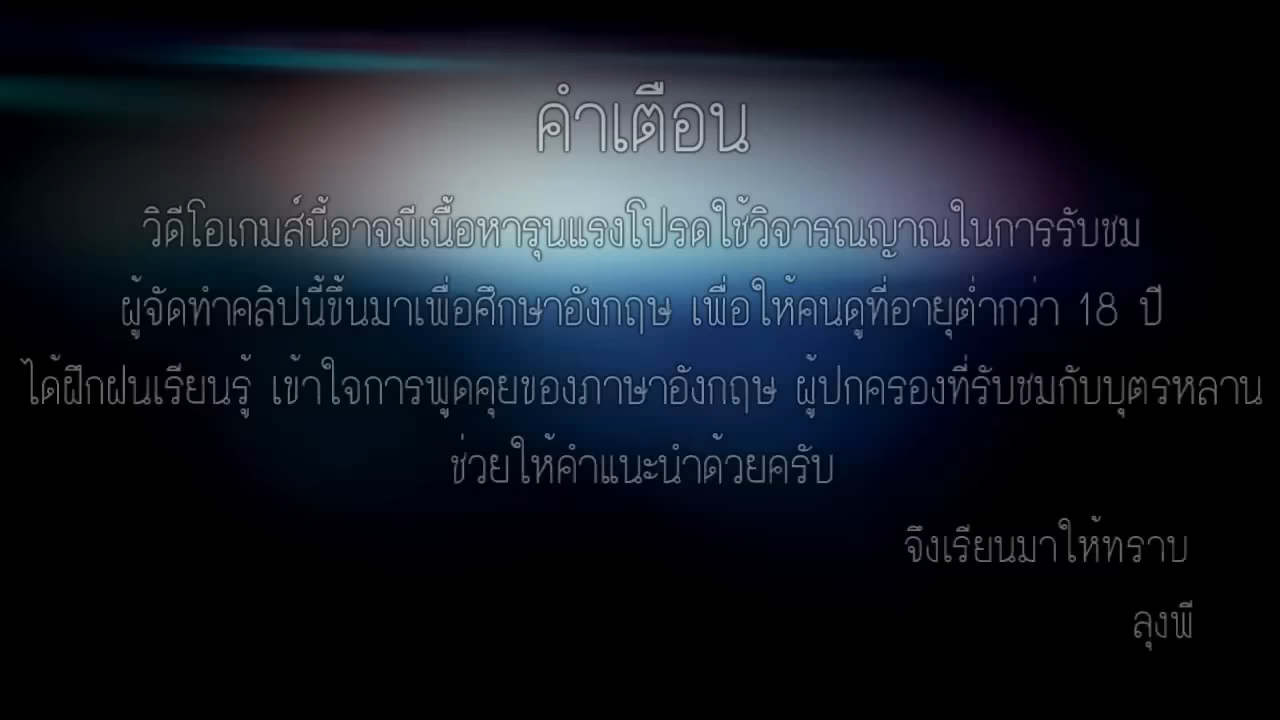 คำเตือน
วิดีโอเกมส์นี้อาจมีเนื้อหารุนแรงโปรดใช้วิจารณญาณในการรับชม
ผู้จัดทำคลิปนี้ขึ้นมาเพื่อศึกษาอังกฤษ เพื่อให้คนดูที่อายุต่ำกว่า 18 ปี
ได้ฝึกฝนเรียนรู้ เข้าใจการพูดคุยของภาษาอังกฤษ ผู้ปกครองที่รับชมกับบุตรหลาน
ช่วยให้คำแนะนำด้วยครับ
จึงเรียนมาให้ทราบ
ลุงพี